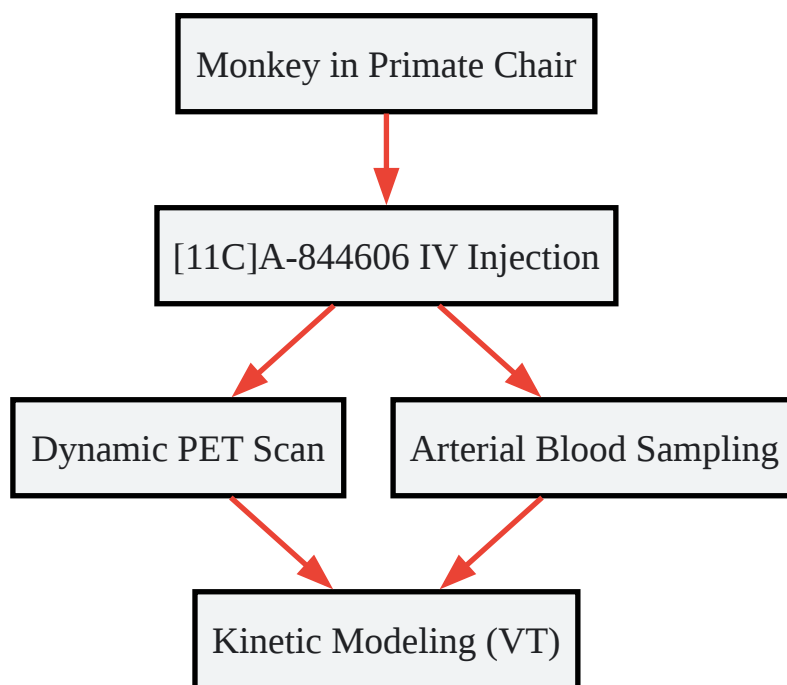 Monkey in Primate Chair
[11C]A-844606 IV Injection
Dynamic PET Scan
Arterial Blood Sampling
Kinetic Modeling (VT)